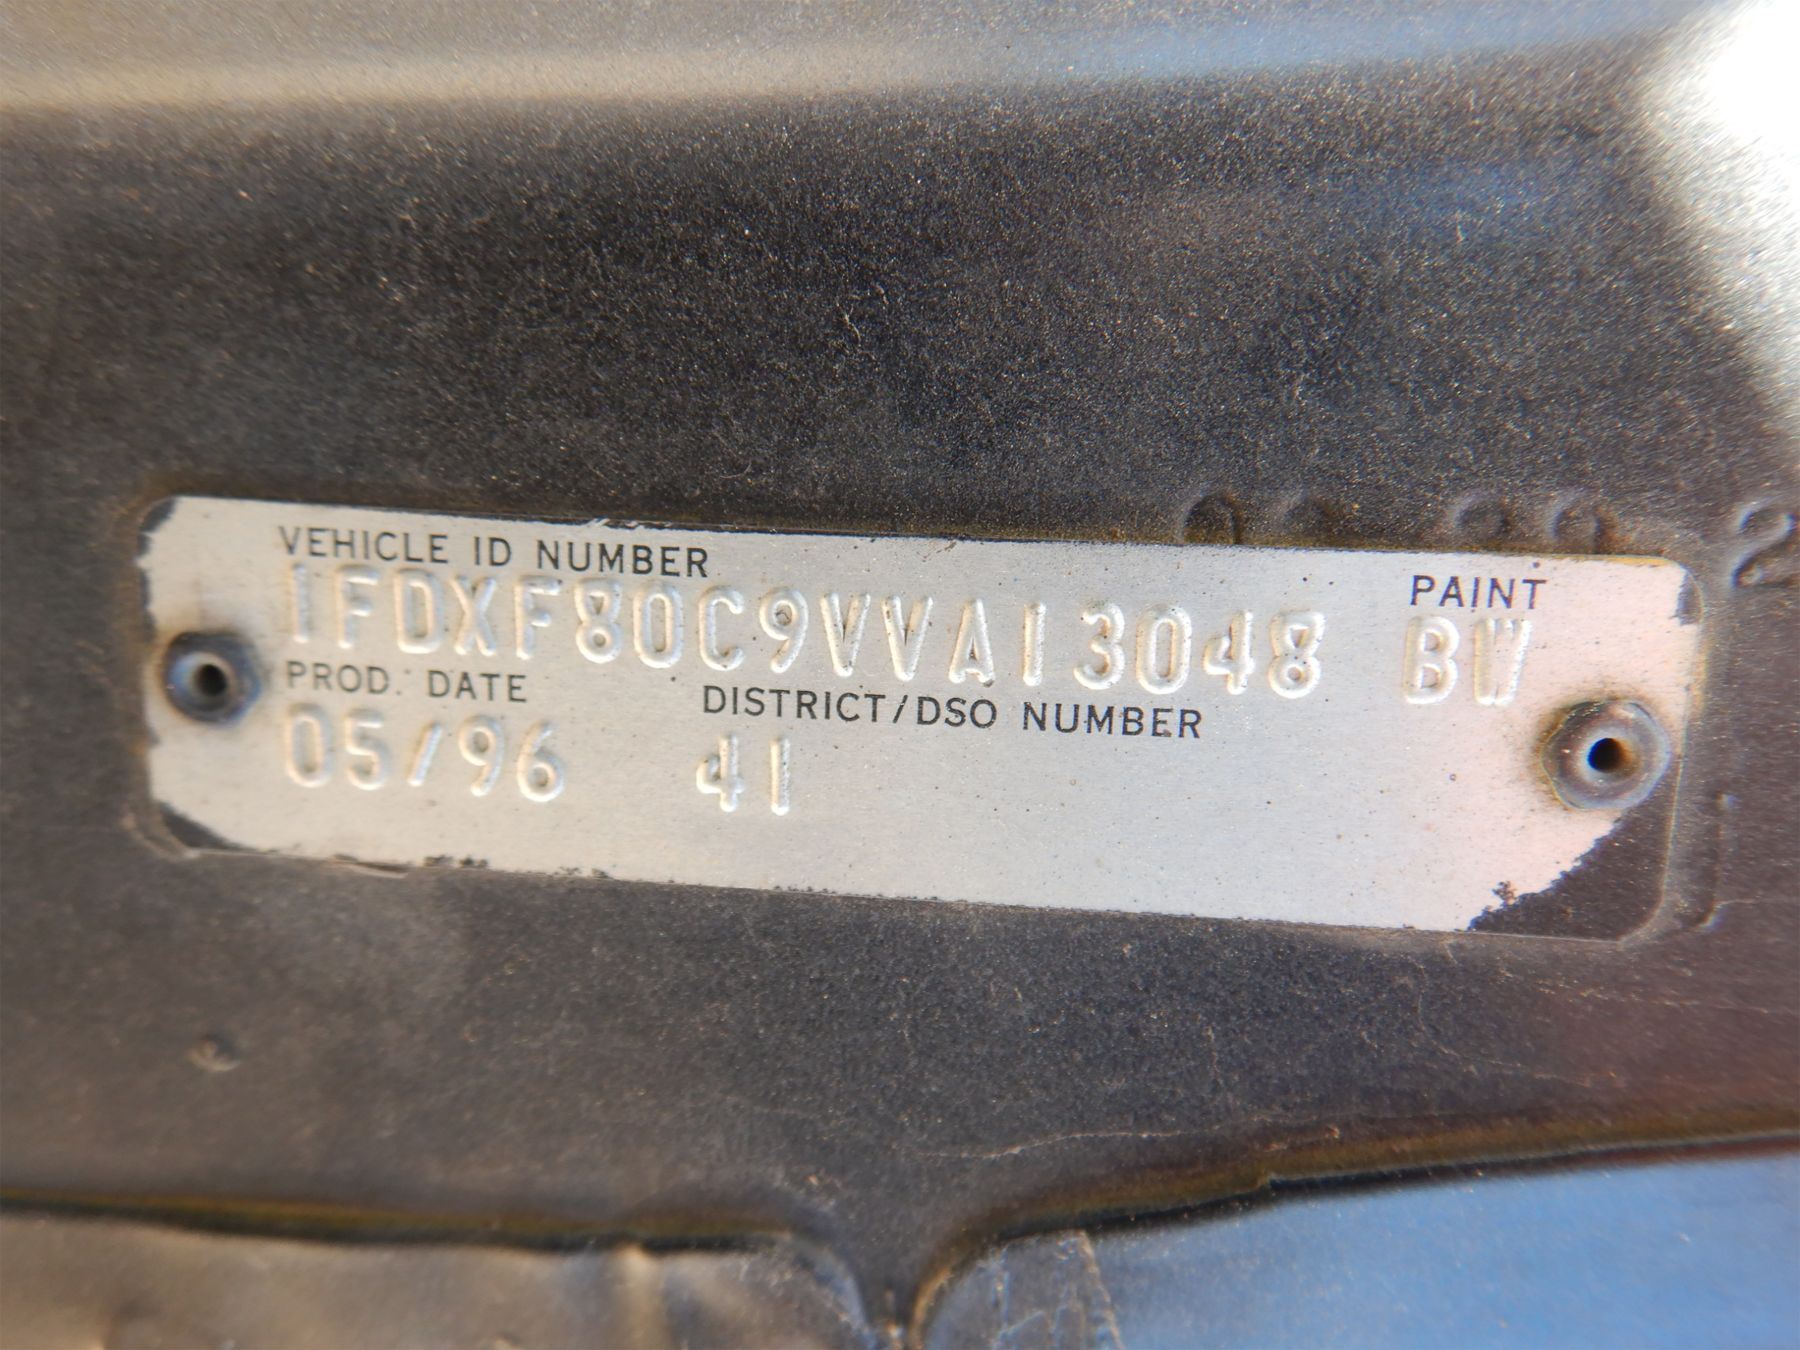 VEHICLE ID NUMBER PAINT
1FDXF80C9VVA13048 BW
PROD. DATE DISTRICT/DSO NUMBER
05/96 41